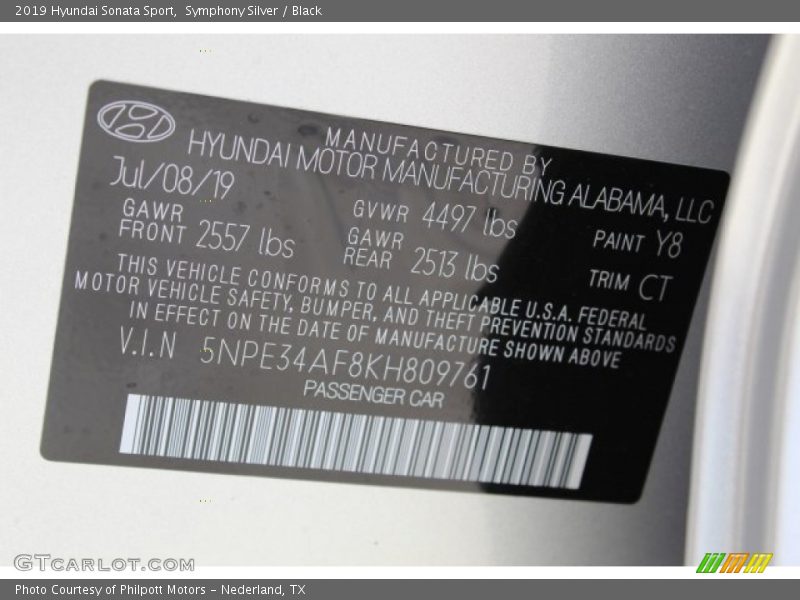 2019 Hyundai Sonata Sport,  Symphony Silver / Black
MANUFACTURED BY
HYUNDAI MOTOR MANUFACTURING ALABAMA, LLC
Jul/08/19
GAWR FRONT 2557 lbs
GVWR 4497 lbs
GAWR REAR 2513 lbs
PAINT Y8
TRIM CT
THIS VEHICLE CONFORMS TO ALL APPLICABLE U.S.A. FEDERAL
MOTOR VEHICLE SAFETY, BUMPER, AND THEFT PREVENTION STANDARDS
IN EFFECT ON THE DATE OF MANUFACTURE SHOWN ABOVE
V.I.N 5NPE34AF8KH809761
PASSENGER CAR
GTCARLOT.COM
Photo Courtesy of Philpott Motors - Nederland, TX